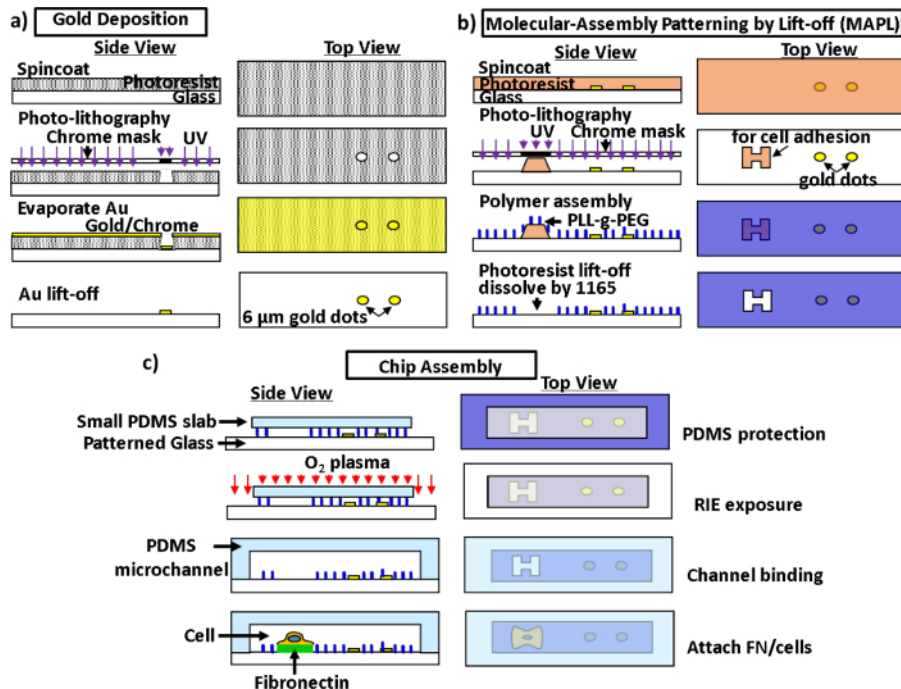 a) Gold Deposition
Side View
Top View
Spincoat
Photoresist
Glass
Photo-lithography
Chrome mask
UV
Evaporate Au
Gold/Chrome
Au lift-off
6 μm gold dots
b) Molecular-Assembly Patterning by Lift-off (MAPL)
Side View
Top View
Spincoat
Photoresist
Glass
Photo-lithography
UV
Chrome mask
for cell adhesion
gold dots
Polymer assembly
PLL-g-PEG
Photoresist lift-off
dissolve by 1165
c) Chip Assembly
Side View
Top View
Small PDMS slab
Patterned Glass
PDMS protection
O₂ plasma
RIE exposure
PDMS
microchannel
Channel binding
Cell
Fibronectin
Attach FN/cells